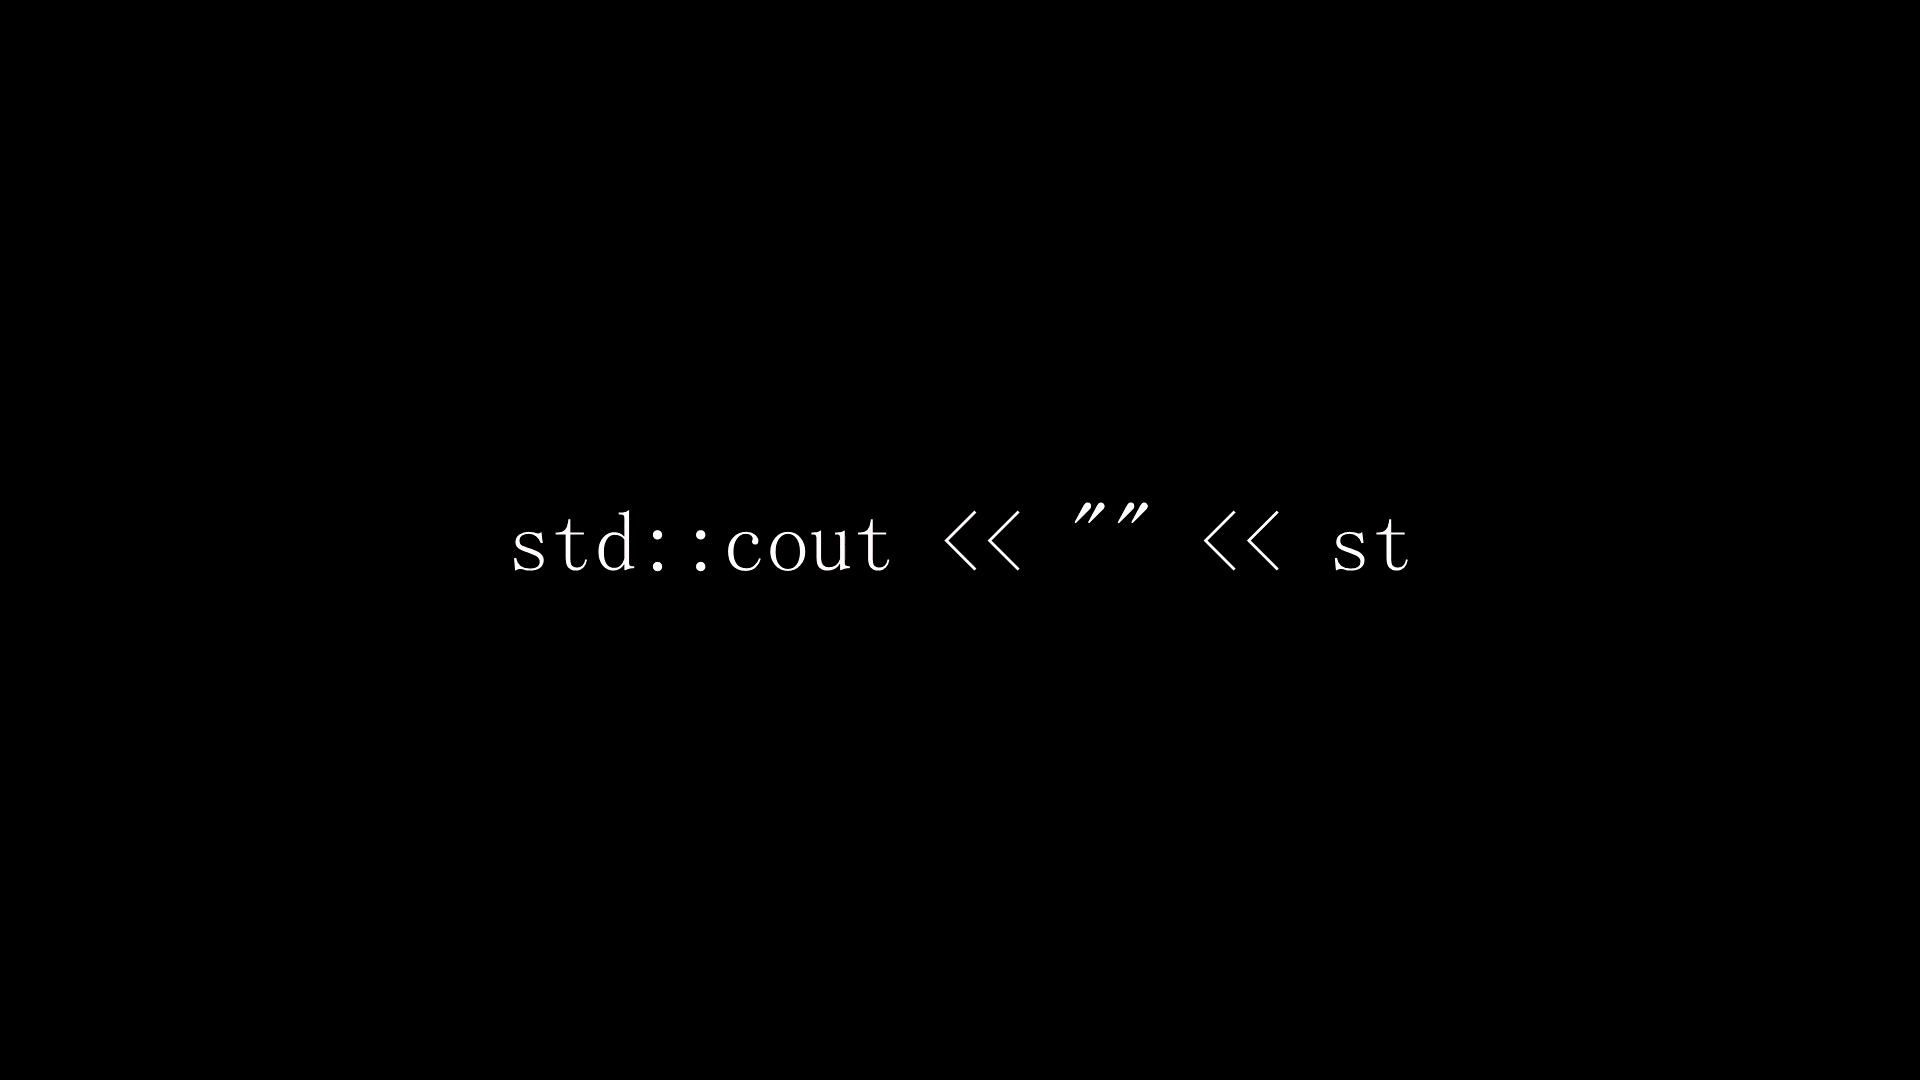 std::cout << "" << st